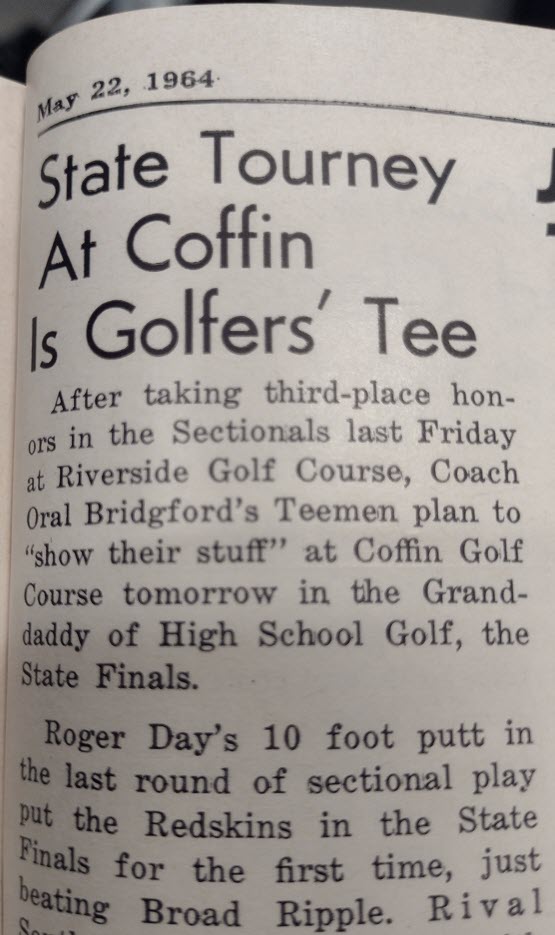 May 22, 1964
State Tourney
At Coffin
Is Golfers' Tee
After taking third-place hon-
ors in the Sectionals last Friday
at Riverside Golf Course, Coach
Oral Bridgford's Teemen plan to
"show their stuff" at Coffin Golf
Course tomorrow in the Grand-
daddy of High School Golf, the
State Finals.
Roger Day's 10 foot putt in
the last round of sectional play
put the Redskins in the State
Finals for the first time, just
beating Broad Ripple. Rival